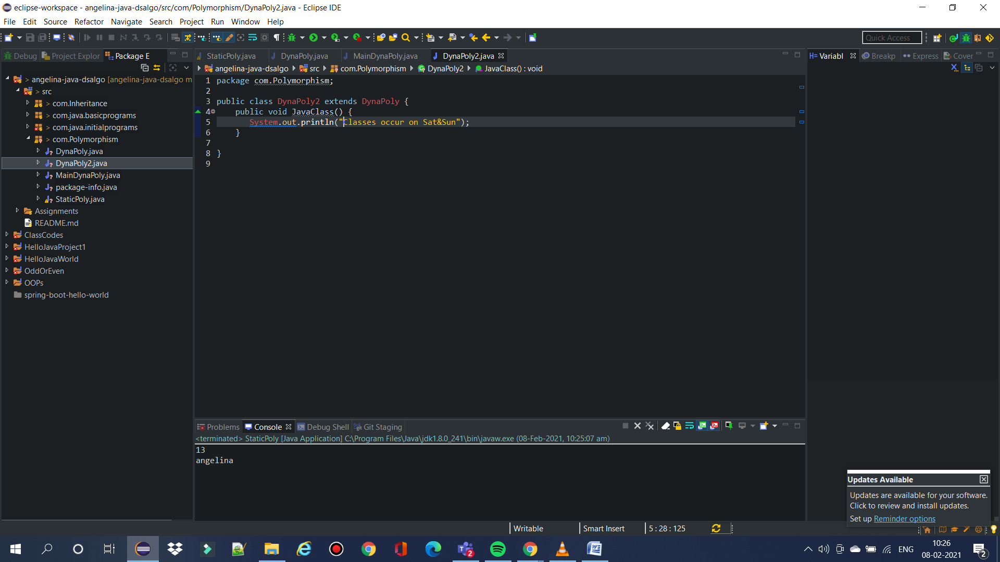 eclipse-workspace - angelina-java-dsalgo/src/com/Polymorphism/DynaPoly2.java - Eclipse IDE
File Edit Source Refactor Navigate Search Project Run Window Help
Quick Access
Debug Project Explor Package E
StaticPoly.java DynaPoly.java MainDynaPoly.java DynaPoly2.java
Variabl Breakp Express Cover
angelina-java-dsalgo src com.Polymorphism DynaPoly2 JavaClass() : void
> angelina-java-dsalgo [angelina-java-dsalgo m
> src
> com.Inheritance
> com.java.basicprograms
> com.java.initialprograms
> com.Polymorphism
DynaPoly.java
DynaPoly2.java
MainDynaPoly.java
package-info.java
StaticPoly.java
Assignments
README.md
ClassCodes
HelloJavaProject1
HelloJavaWorld
OddOrEven
OOPs
spring-boot-hello-world
1 package com.Polymorphism;
2
3 public class DynaPoly2 extends DynaPoly {
4 public void JavaClass() {
5 System.out.println("Classes occur on Sat&Sun");
6 }
7
8 }
9
Problems Console Debug Shell Git Staging
<terminated> StaticPoly [Java Application] C:\Program Files\Java\jdk1.8.0_241\bin\javaw.exe (08-Feb-2021, 10:25:07 am)
13
angelina
Updates Available
Updates are available for your software.
Click to review and install updates.
Set up Reminder options
Writable Smart Insert 5 : 28 : 125
2
ENG
10:26
08-02-2021
2